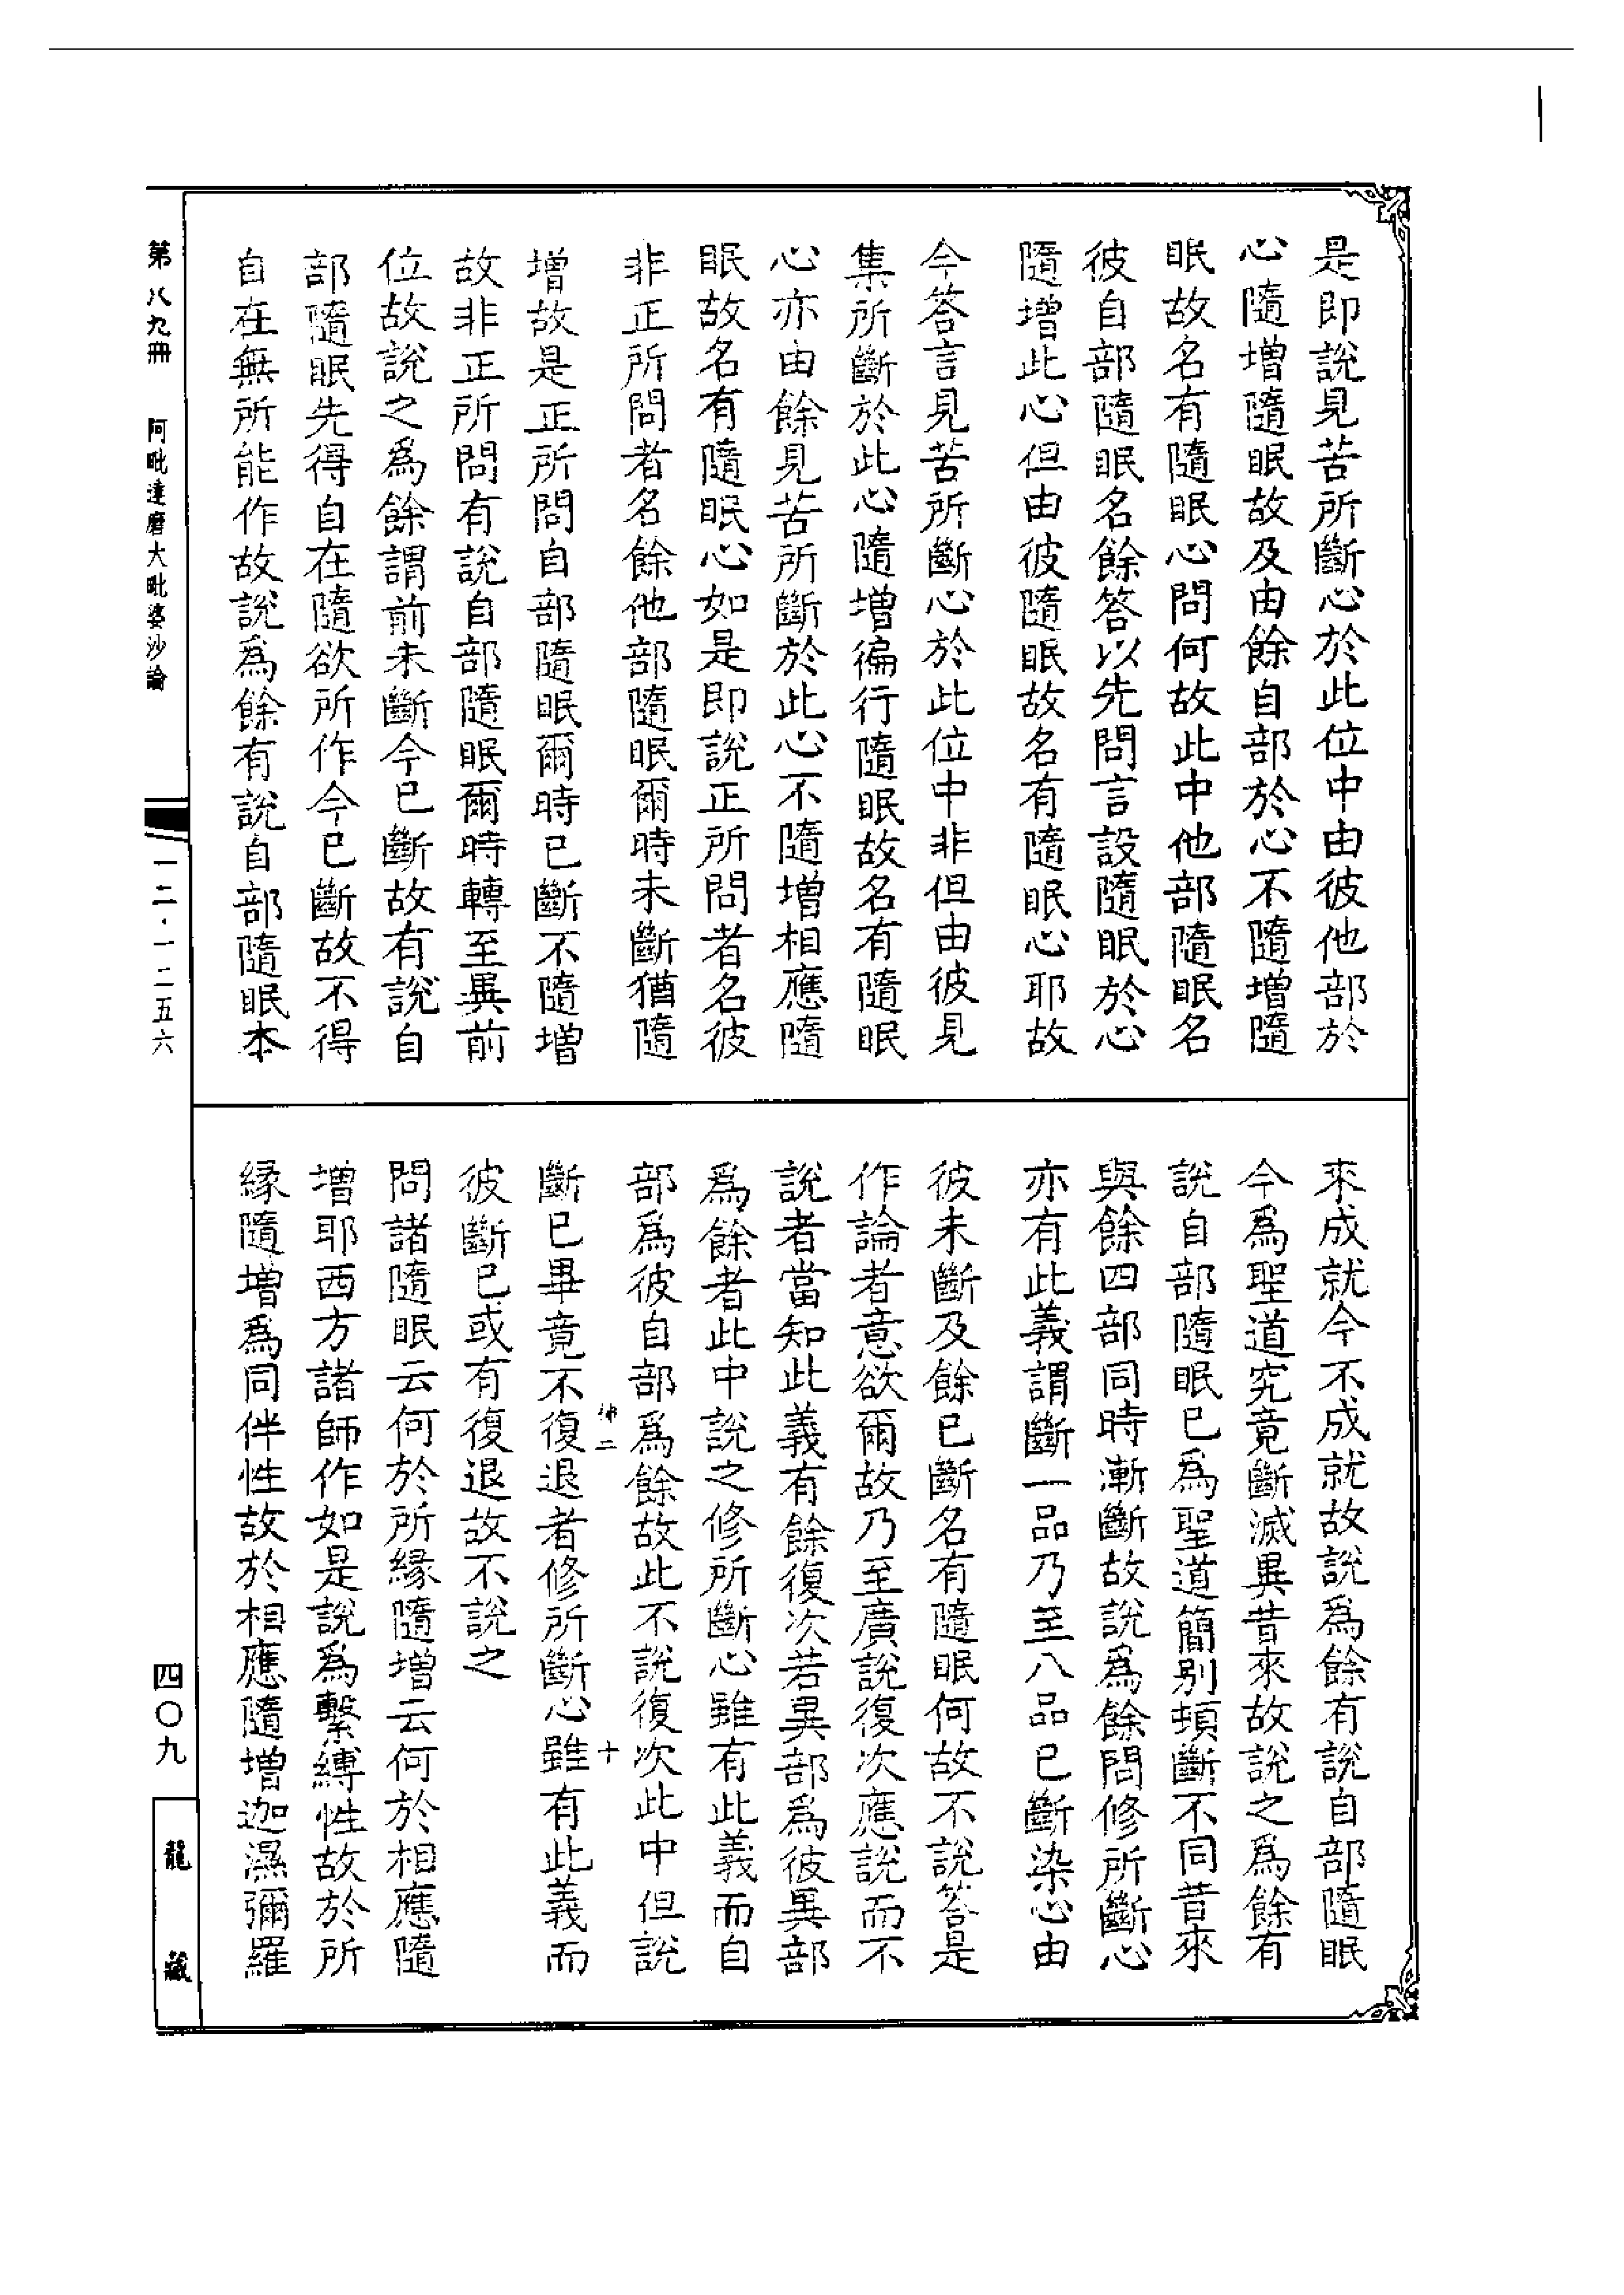 是即說見苦所斷心於此位中由彼他部於
心隨增隨眠故及由餘自部於心不隨增隨
眠故名有隨眠心問何故此中他部隨眠名
彼自部隨眠名餘答以先問言設隨眠於心
隨增此心但由彼隨眠故名有隨眠心耶故
今答言見苦所斷心於此位中非但由彼見
集所斷於此心隨增徧行隨眠故名有隨眠
心亦由餘見苦所斷於此心不隨增相應隨
眠故名有隨眠心如是即說正所問者名彼
非正所問者名餘他部隨眠爾時未斷猶隨
增故是正所問自部隨眠爾時已斷不隨增
故非正所問有說自部隨眠爾時轉至異前
位故說之為餘謂前未斷今已斷故有說自
部隨眠先得自在隨欲所作今已斷故不得
自在無所能作故說為餘有說自部隨眠本
來成就今不成就故說為餘有說自部隨眠
今為聖道究竟斷滅異昔來故說之為餘有
說自部隨眠已為聖道簡別頓斷不同昔來
與餘四部同時漸斷故說為餘問修所斷心
亦有此義謂斷一品乃至八品已斷染心由
彼未斷及餘已斷名有隨眠何故不說答是
作論者意欲爾故乃至廣說復次應說而不
說者當知此義有餘復次若異部為彼異部
為餘者此中說之修所斷心雖有此義而自
部為彼自部為餘故此不說復次此中但說
斷已畢竟不復退者修所斷心雖有此義而
彼斷已或有復退故不說之
問諸隨眠云何於所緣隨增云何於相應隨
增耶西方諸師作如是說為繫縛性故於所
緣隨增為同伴性故於相應隨增迦濕彌羅
二
十
第八九冊
阿毗達磨大毗婆沙論
一二·一二五六
四〇九
龍藏